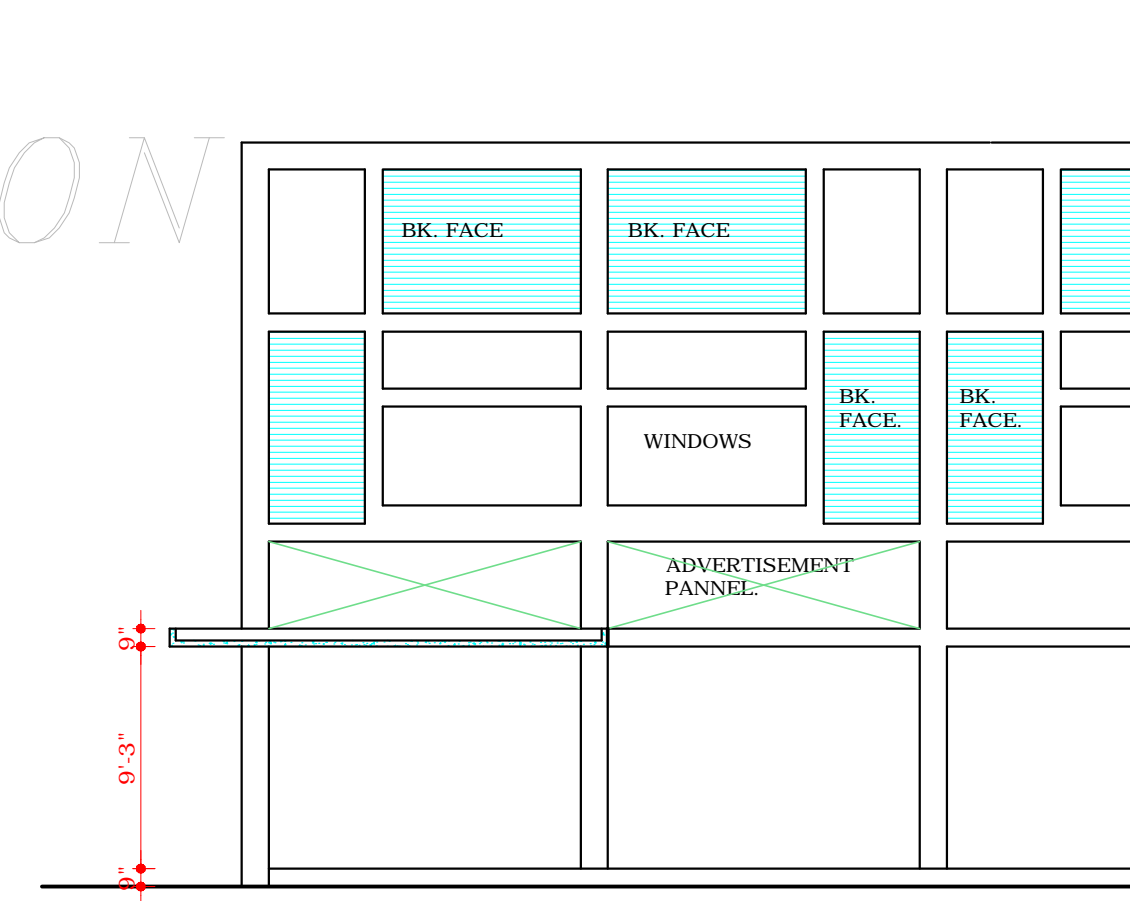 ON
BK. FACE
BK. FACE
BK.
FACE.
BK.
FACE.
WINDOWS
ADVERTISEMENT
PANNEL.
9"
9'-3"
9"